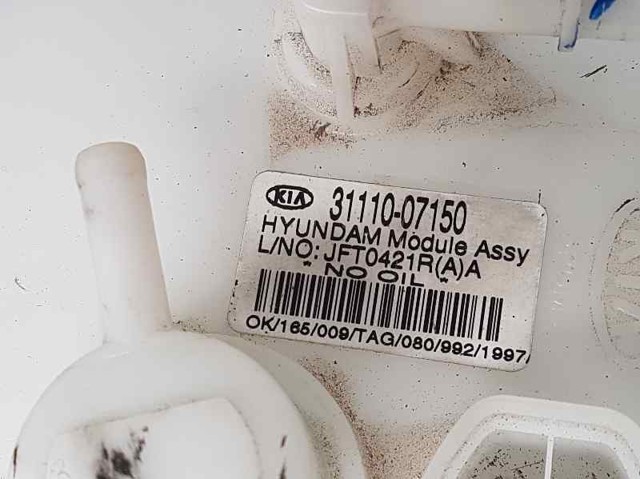 KIA 31110-07150
HYUNDAM Module Assy
L/NO: JFT0421R(A)A
* NO OIL *
OK/165/009/TAG/080/992/1997